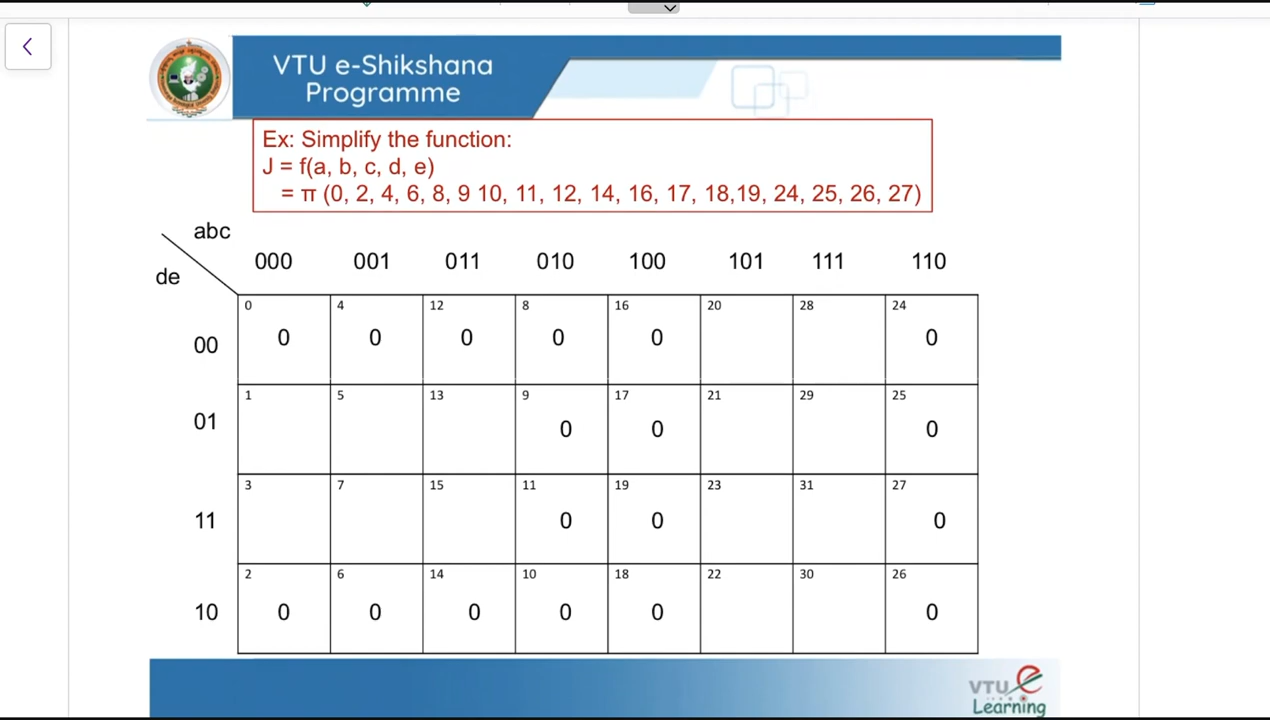 VTU e-Shikshana
Programme
Ex: Simplify the function:
J = f(a, b, c, d, e)
= π (0, 2, 4, 6, 8, 9 10, 11, 12, 14, 16, 17, 18,19, 24, 25, 26, 27)
abc
de
000 001 011 010 100 101 111 110
0 4 12 8 16 20 28 24
00 0 0 0 0 0 0
1 5 13 9 17 21 29 25
01 0 0 0
3 7 15 11 19 23 31 27
11 0 0 0
2 6 14 10 18 22 30 26
10 0 0 0 0 0 0
VTU e
Learning